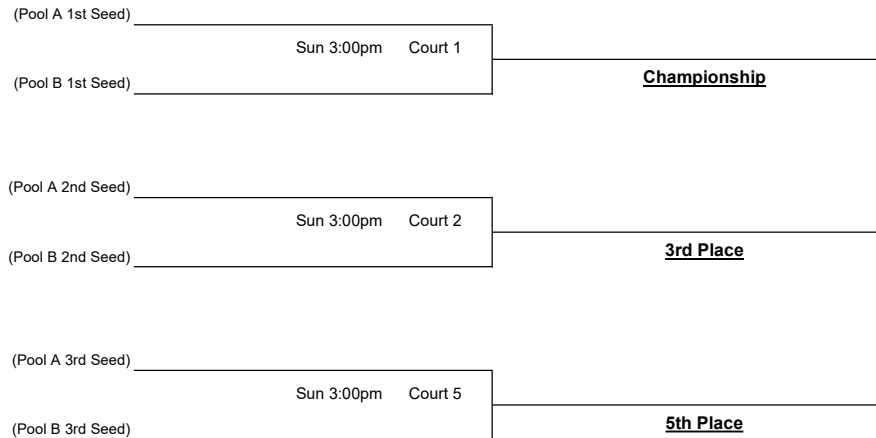 (Pool A 1st Seed)
Sun 3:00pm Court 1
Championship
(Pool B 1st Seed)
(Pool A 2nd Seed)
Sun 3:00pm Court 2
3rd Place
(Pool B 2nd Seed)
(Pool A 3rd Seed)
Sun 3:00pm Court 5
5th Place
(Pool B 3rd Seed)